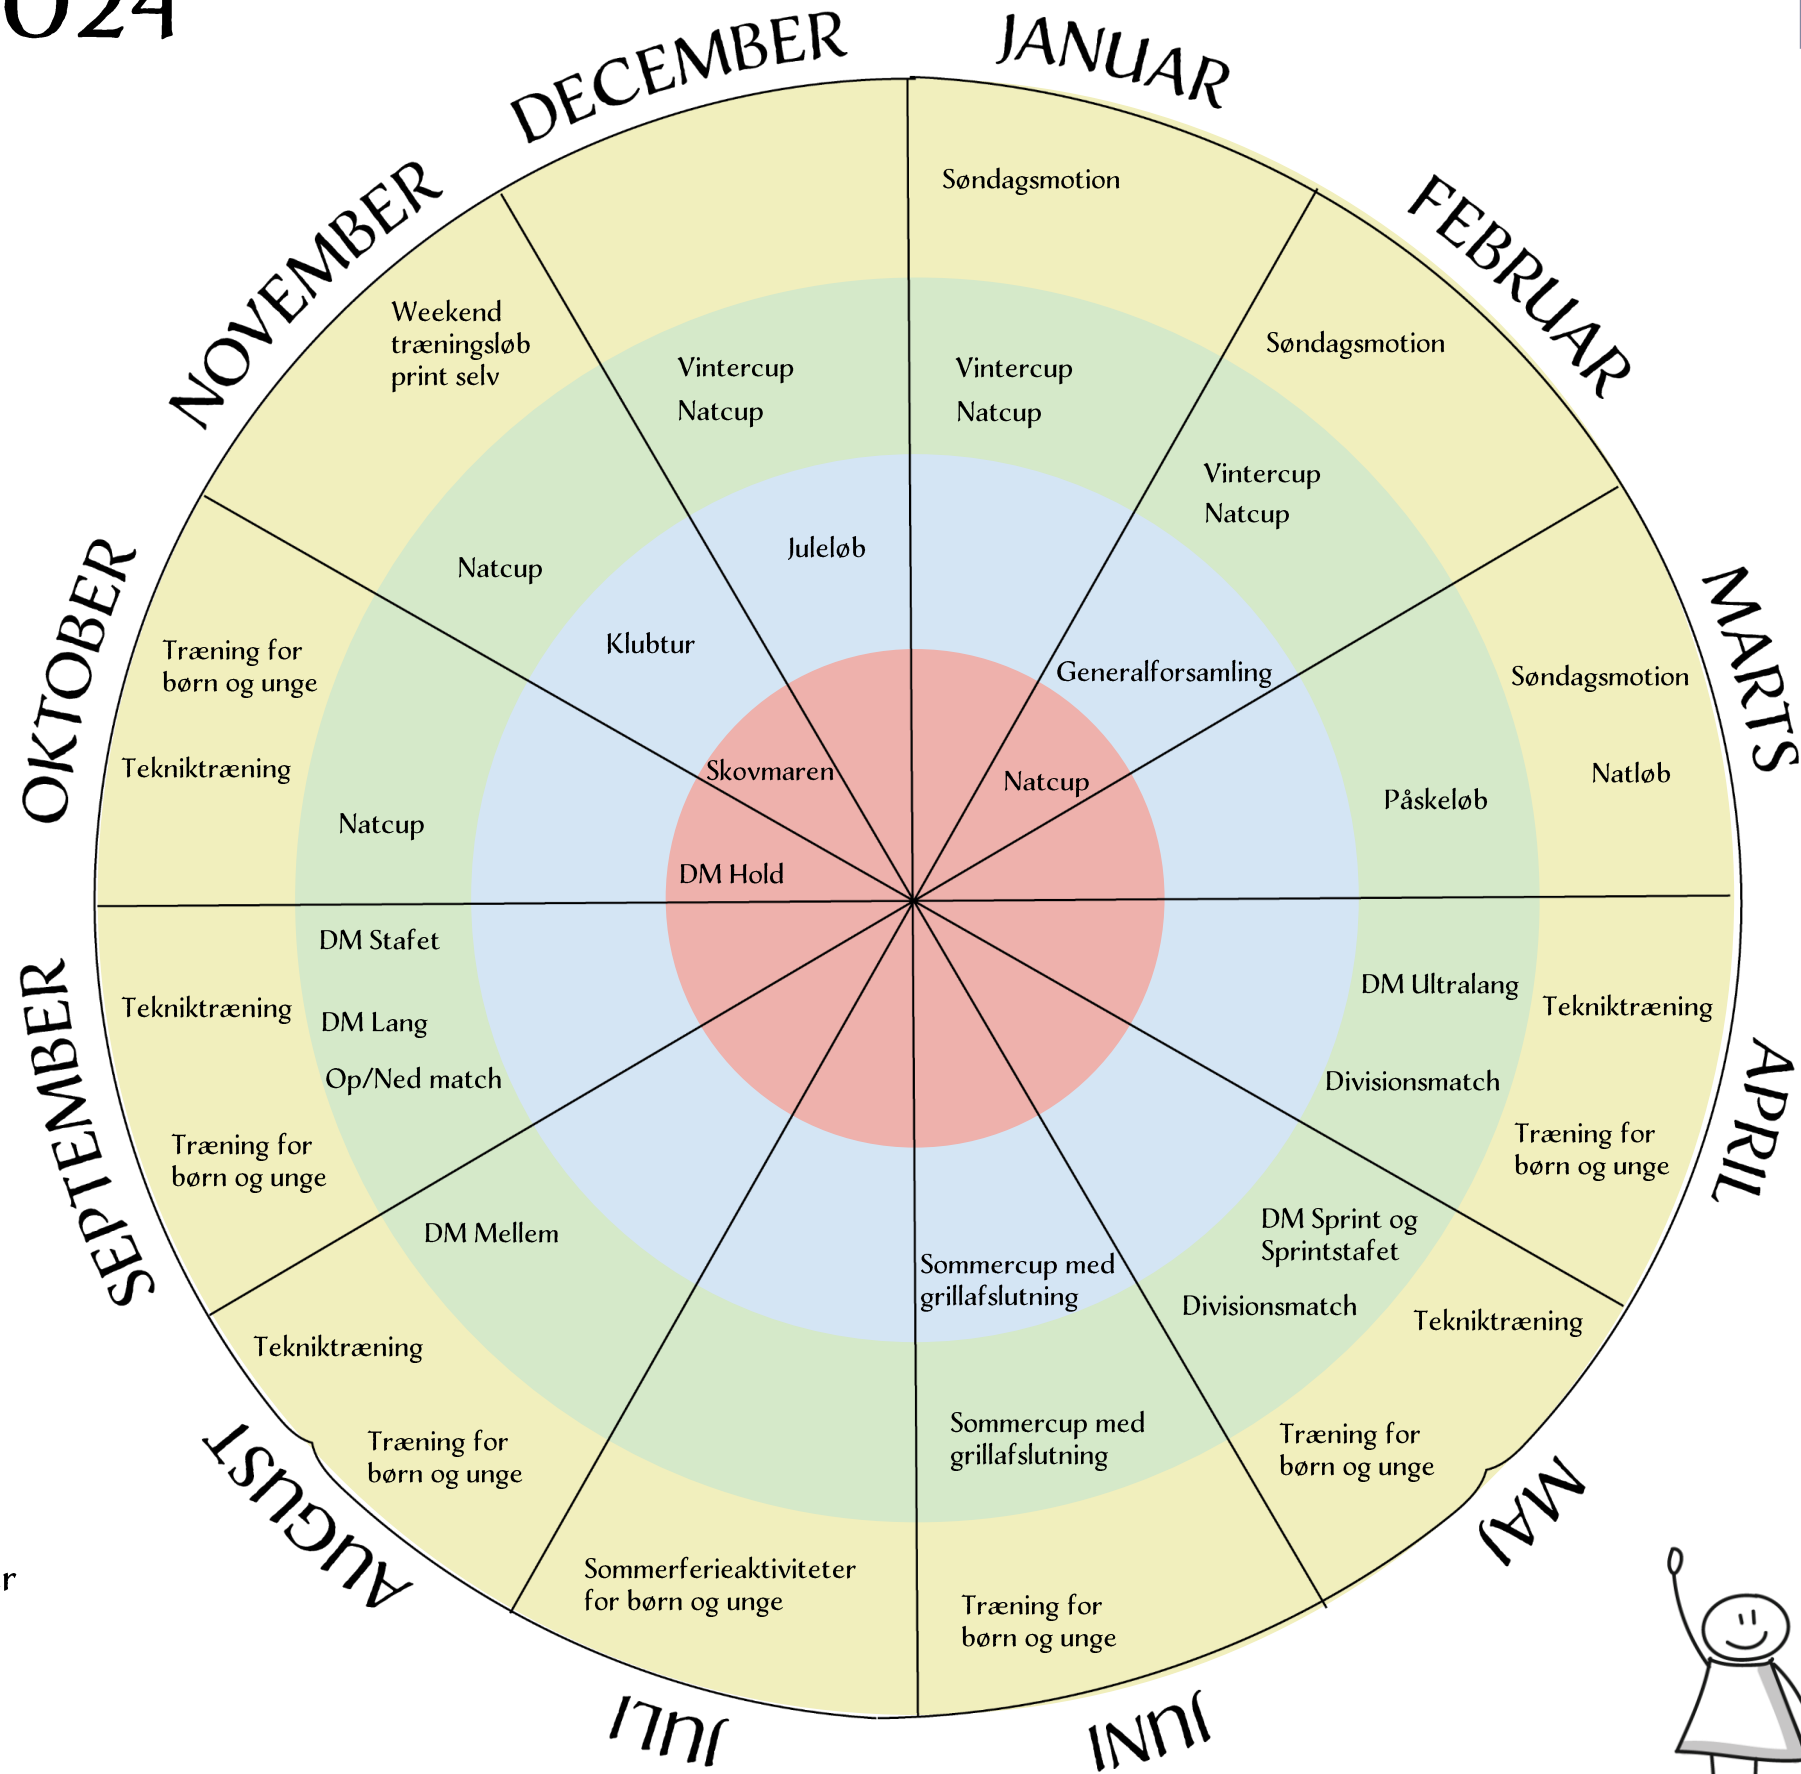 024
JANUAR
Søndagsmotion
Vintercup
Natcup
FEBRUAR
Søndagsmotion
Vintercup
Natcup
Generalforsamling
Natcup
MARTS
Søndagsmotion
Natløb
Påskeløb
APRIL
Tekniktræning
Træning for
børn og unge
DM Ultralang
Divisionsmatch
MAJ
Tekniktræning
Træning for
børn og unge
DM Sprint og
Sprintstafet
Divisionsmatch
JUNI
Træning for
børn og unge
Sommercup med
grillafslutning
Sommercup med
grillafslutning
JULI
Sommerferieaktiviteter
for børn og unge
AUGUST
Tekniktræning
Træning for
børn og unge
DM Mellem
SEPTEMBER
Tekniktræning
Træning for
børn og unge
DM Stafet
DM Lang
Op/Ned match
OKTOBER
Træning for
børn og unge
Tekniktræning
Natcup
DM Hold
NOVEMBER
Weekend
træningsløb
print selv
Natcup
Klubtur
Skovmaren
DECEMBER
Vintercup
Natcup
Juleløb
r